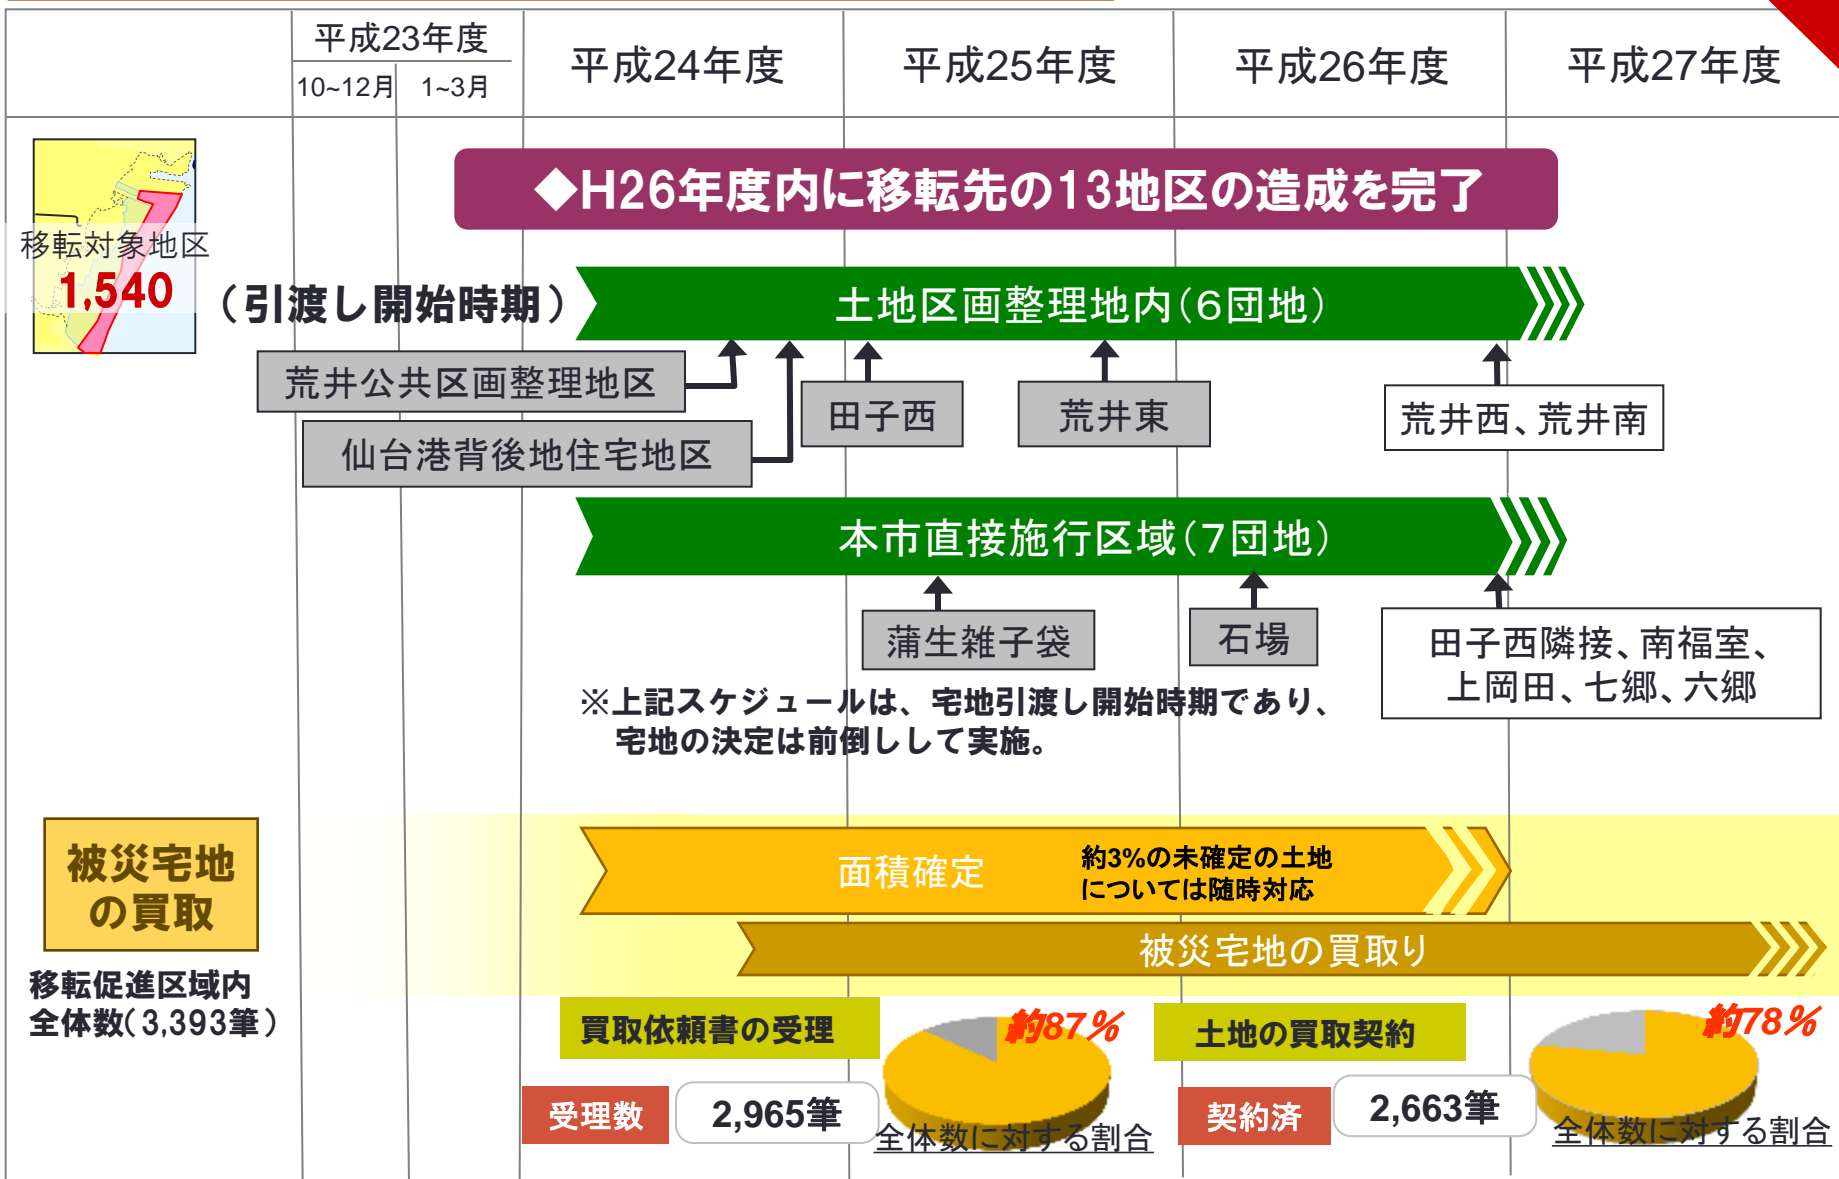 平成23年度
10~12月
1~3月
平成24年度
平成25年度
平成26年度
平成27年度
◆H26年度内に移転先の13地区の造成を完了
移転対象地区
1,540
（引渡し開始時期）
土地区画整理地内（６団地）
荒井公共区画整理地区
仙台港背後地住宅地区
田子西
荒井東
荒井西、荒井南
本市直接施行区域（７団地）
蒲生雑子袋
石場
田子西隣接、南福室、
上岡田、七郷、六郷
※上記スケジュールは、宅地引渡し開始時期であり、
宅地の決定は前倒しして実施。
被災宅地
の買取
面積確定
約3%の未確定の土地
については随時対応
被災宅地の買取り
移転促進区域内
全体数（3,393筆）
買取依頼書の受理
約87％
受理数
2,965筆
全体数に対する割合
土地の買取契約
約78％
契約済
2,663筆
全体数に対する割合